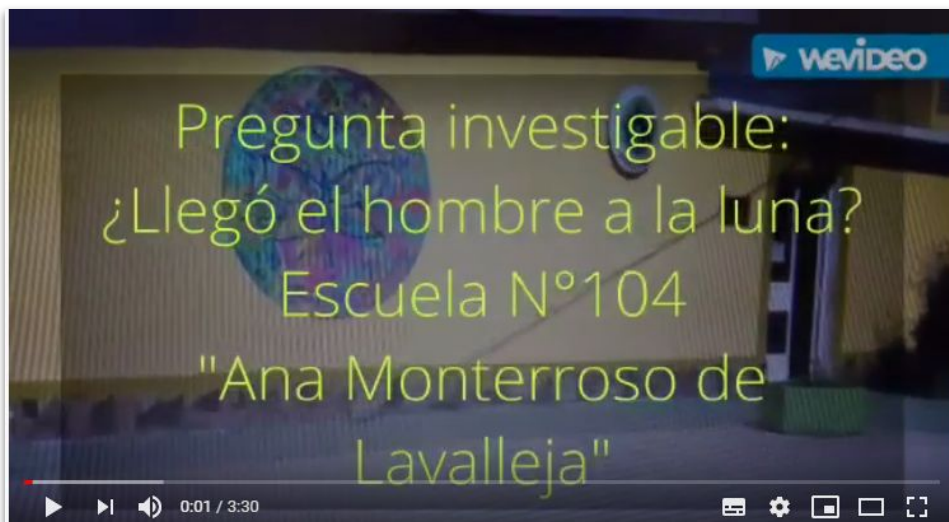 WEVIDEO
Pregunta investigable:
¿Llegó el hombre a la luna?
Escuela N°104
"Ana Monterroso de
Lavalleja"
0:01 / 3:30